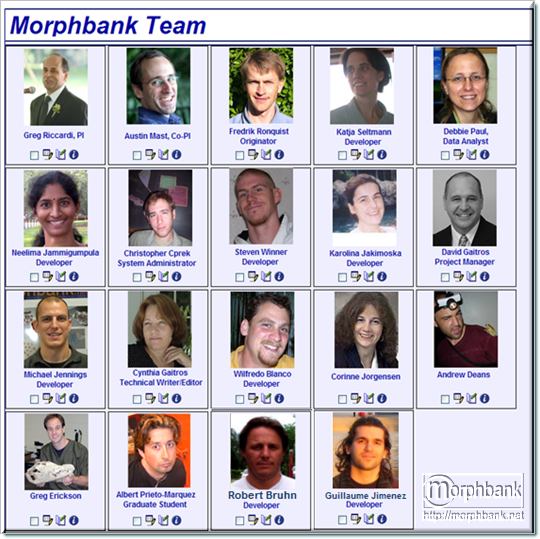 Morphbank Team
Greg Riccardi, PI
Austin Mast, Co-PI
Fredrik Ronquist
Originator
Katja Seltmann
Developer
Debbie Paul,
Data Analyst
Neelima Jammigumpula
Developer
Christopher Cprek
System Administrator
Steven Winner
Developer
Karolina Jakimoska
Developer
David Gaitros
Project Manager
Michael Jennings
Developer
Cynthia Gaitros
Technical Writer/Editor
Wilfredo Blanco
Developer
Corinne Jorgensen
Andrew Deans
Greg Erickson
Albert Prieto-Marquez
Graduate Student
Robert Bruhn
Developer
Guillaume Jimenez
Developer
morphbank
http://morphbank.net